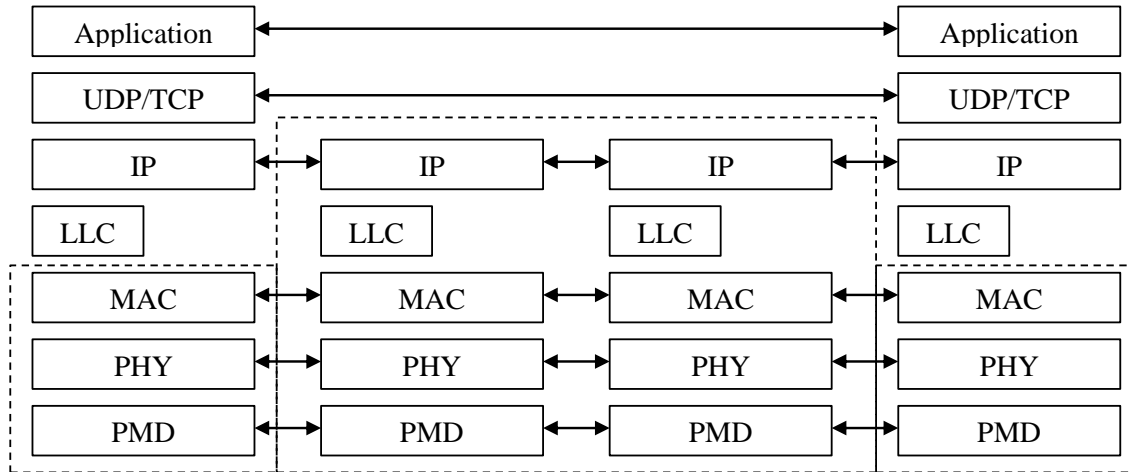 Application Application
UDP/TCP UDP/TCP
IP IP IP IP
LLC LLC LLC LLC
MAC MAC MAC MAC
PHY PHY PHY PHY
PMD PMD PMD PMD